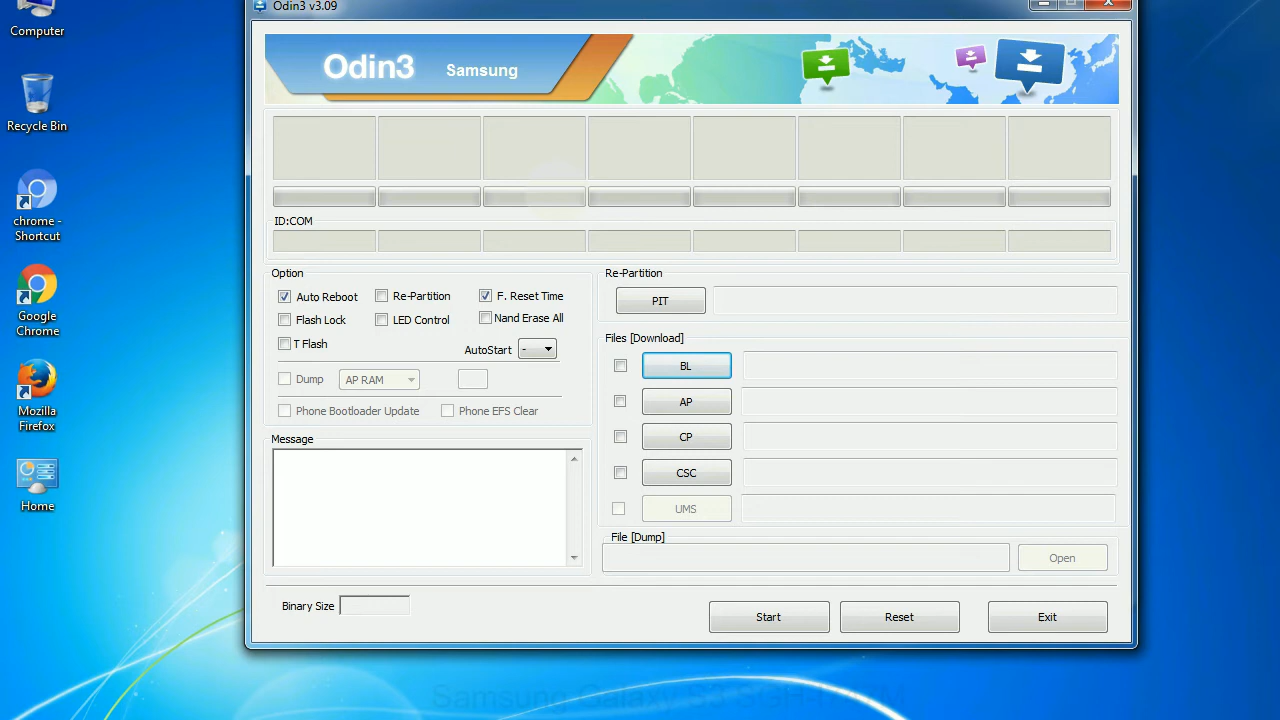 Odin3 v3.09
Computer
Recycle Bin
chrome -
Shortcut
Google
Chrome
Mozilla
Firefox
Home
Odin3
Samsung
ID:COM
Option
Auto Reboot
Re-Partition
F. Reset Time
Flash Lock
LED Control
Nand Erase All
T Flash
AutoStart
-
Dump
AP RAM
Phone Bootloader Update
Phone EFS Clear
Message
Binary Size
Re-Partition
PIT
Files [Download]
BL
AP
CP
CSC
UMS
File [Dump]
Open
Start
Reset
Exit
Samsung Galaxy S3